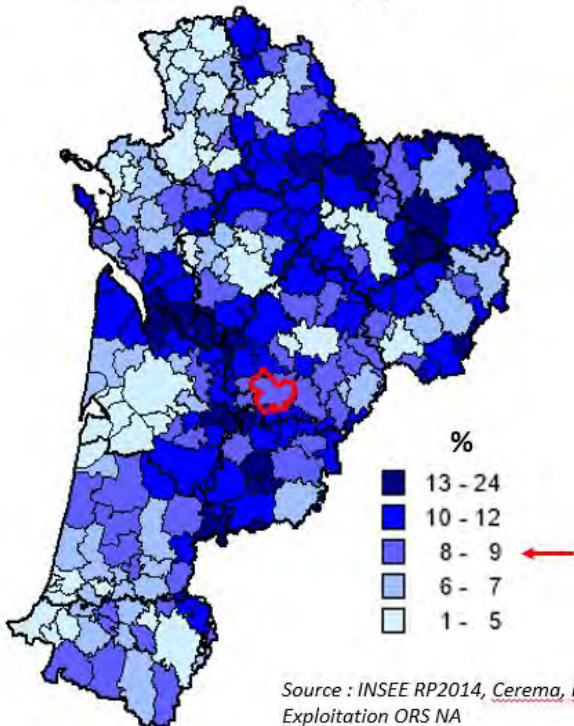 %
13 - 24
10 - 12
8 - 9
6 - 7
1 - 5
Source : INSEE RP2014, Cerema,
Exploitation ORS NA